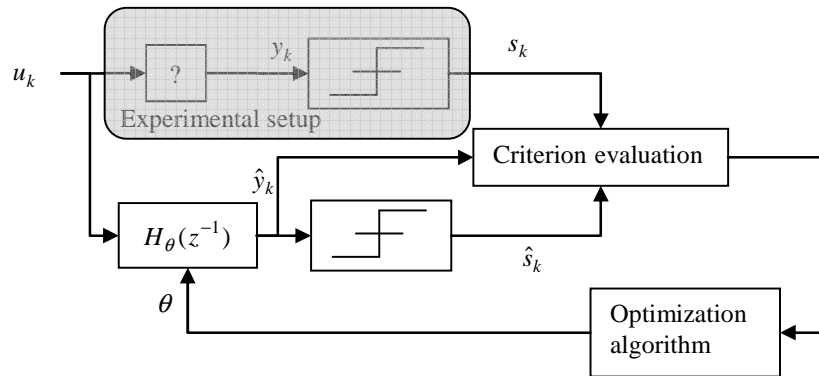 y_k
s_k
u_k
?
Experimental setup
Criterion evaluation
ŷ_k
H_θ(z^{-1})
ŝ_k
θ
Optimization
algorithm